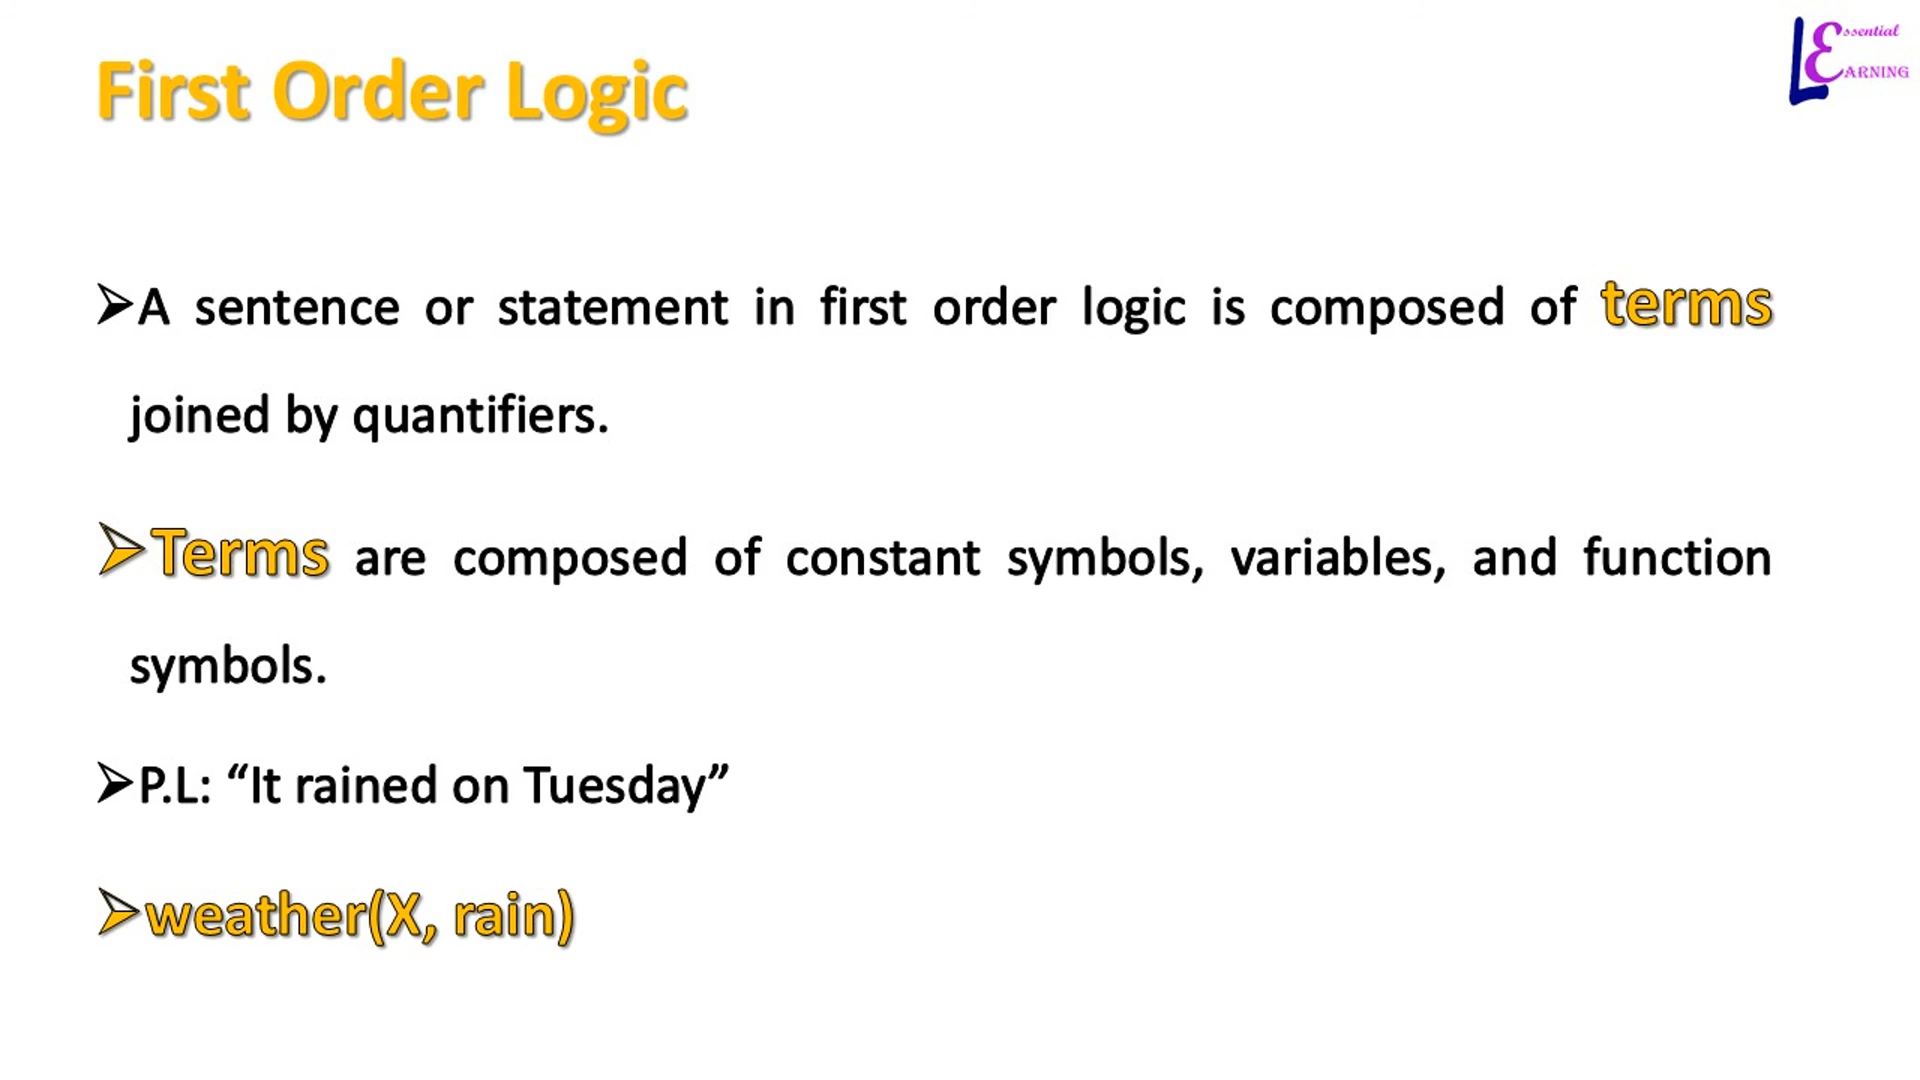 First Order Logic
L Essential
EARNING
➢A sentence or statement in first order logic is composed of terms
joined by quantifiers.
➢Terms are composed of constant symbols, variables, and function
symbols.
➢P.L: “It rained on Tuesday”
➢weather(X, rain)